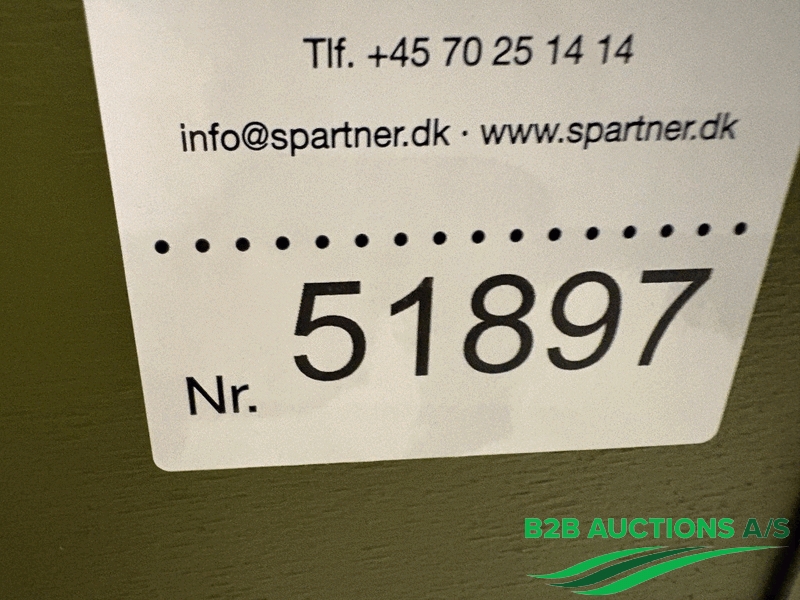 Tlf. +45 70 25 14 14
info@spartner.dk · www.spartner.dk
Nr. 51897
B2B AUCTIONS A/S